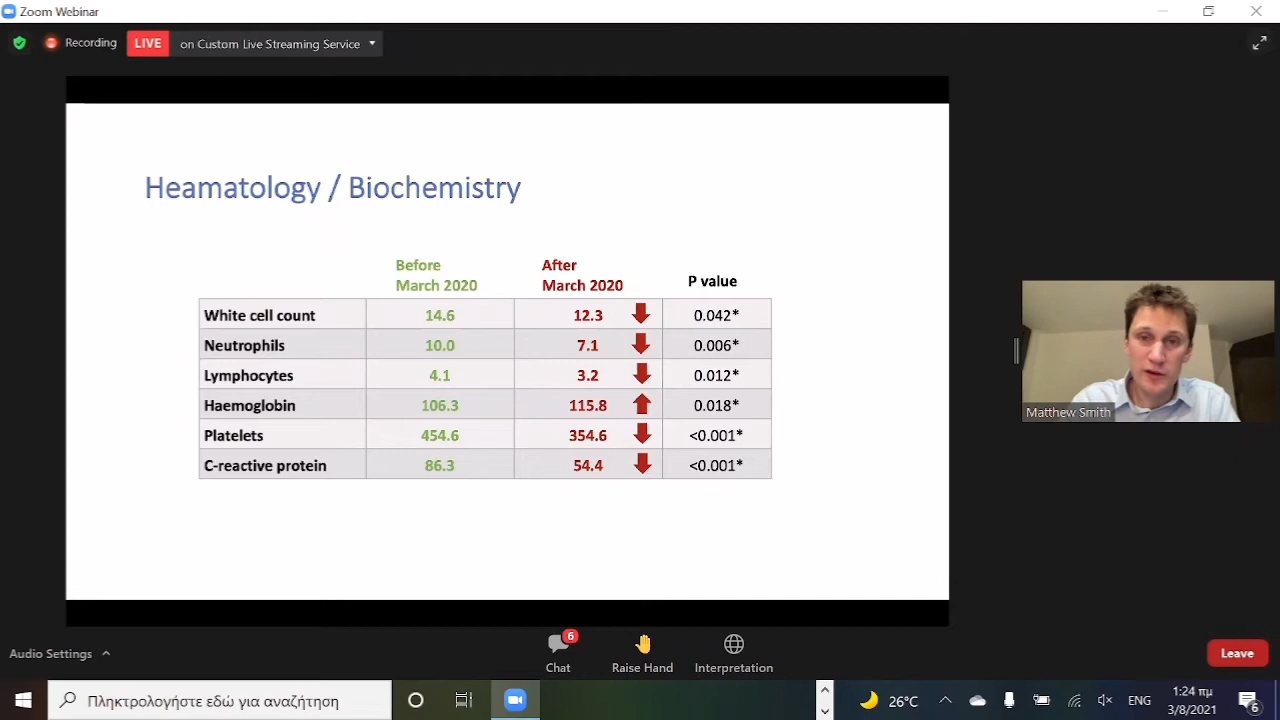 Zoom Webinar
Recording
LIVE
on Custom Live Streaming Service
Heamatology / Biochemistry
Before March 2020
After March 2020
P value
White cell count 14.6 12.3 0.042*
Neutrophils 10.0 7.1 0.006*
Lymphocytes 4.1 3.2 0.012*
Haemoglobin 106.3 115.8 0.018*
Platelets 454.6 354.6 <0.001*
C-reactive protein 86.3 54.4 <0.001*
Matthew Smith
Audio Settings
6
Chat
Raise Hand
Interpretation
Leave
Πληκτρολογήστε εδώ για αναζήτηση
26°C
ENG
1:24 πμ
3/8/2021
6